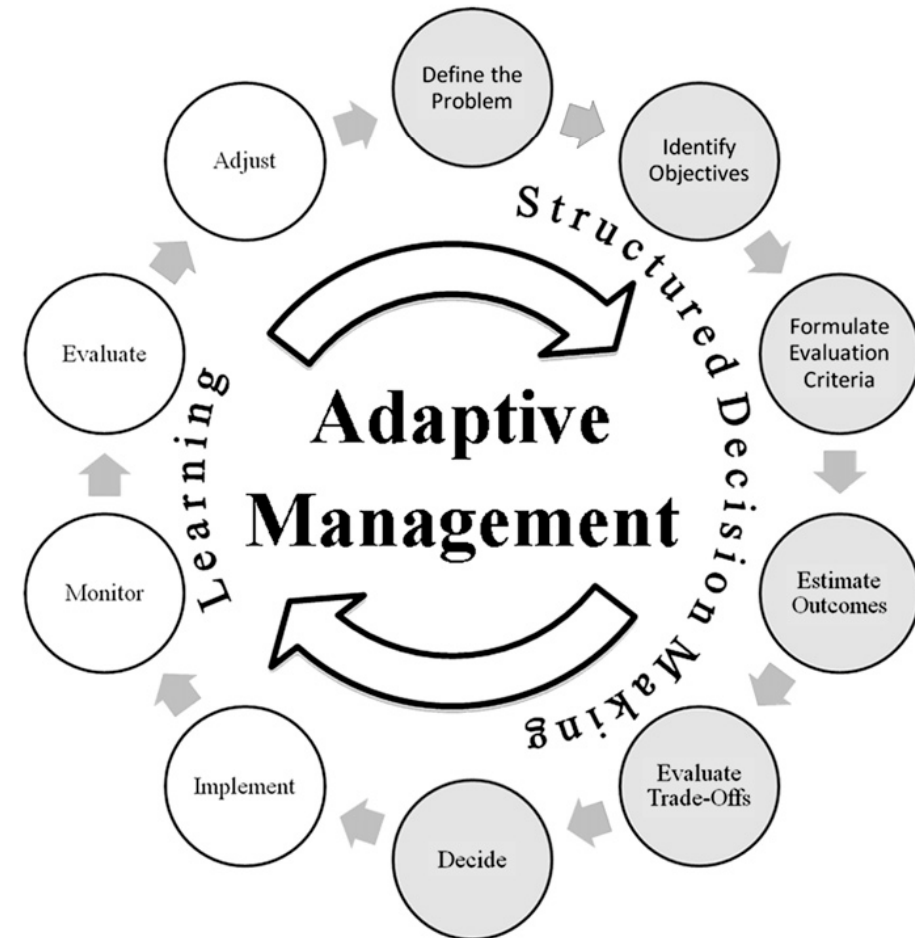 Define the
Problem
Identify
Objectives
Formulate
Evaluation
Criteria
Estimate
Outcomes
Evaluate
Trade-Offs
Decide
Implement
Monitor
Evaluate
Adjust
Structured Decision Making
Learning
Adaptive
Management